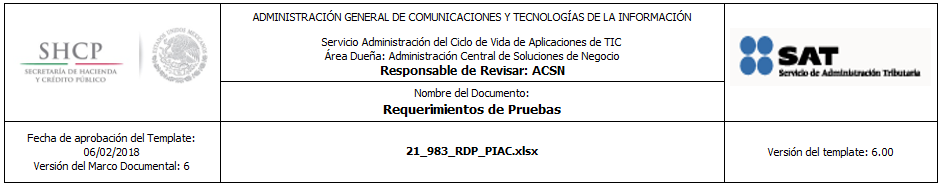 SHCP
SECRETARÍA DE HACIENDA
Y CRÉDITO PÚBLICO
ADMINISTRACIÓN GENERAL DE COMUNICACIONES Y TECNOLOGÍAS DE LA INFORMACIÓN
Servicio Administración del Ciclo de Vida de Aplicaciones de TIC
Área Dueña: Administración Central de Soluciones de Negocio
Responsable de Revisar: ACSN
Nombre del Documento:
Requerimientos de Pruebas
SAT
Servicio de Administración Tributaria
Fecha de aprobación del Template:
06/02/2018
Versión del Marco Documental: 6
21_983_RDP_PIAC.xlsx
Versión del template: 6.00